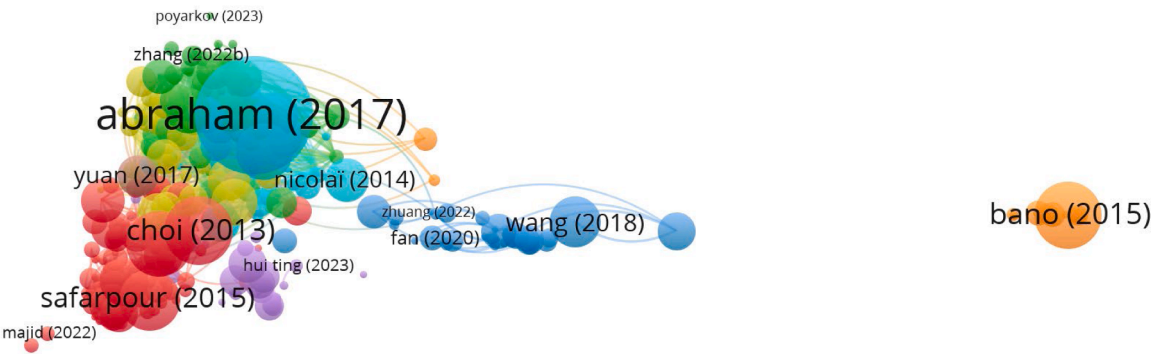 poyarkov (2023)
zhang (2022b)
abraham (2017)
yuan (2017)
nicolaï (2014)
zhuang (2022)
bano (2015)
choi (2013)
wang (2018)
fan (2020)
hui ting (2023)
safarpour (2015)
majid (2022)